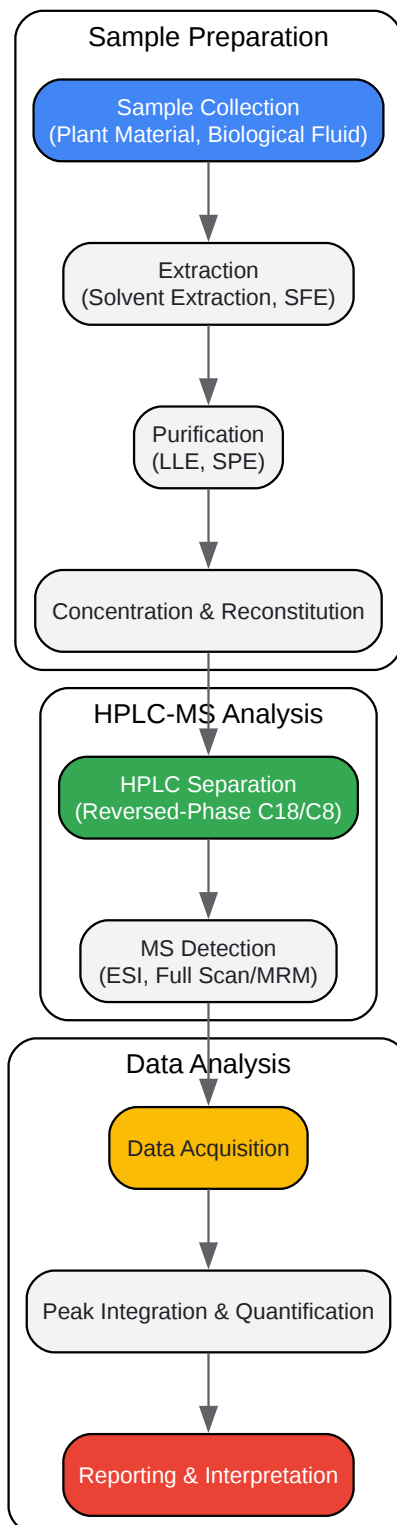 Sample Preparation
Sample Collection
(Plant Material, Biological Fluid)
Extraction
(Solvent Extraction, SFE)
Purification
(LLE, SPE)
Concentration & Reconstitution
HPLC-MS Analysis
HPLC Separation
(Reversed-Phase C18/C8)
MS Detection
(ESI, Full Scan/MRM)
Data Analysis
Data Acquisition
Peak Integration & Quantification
Reporting & Interpretation